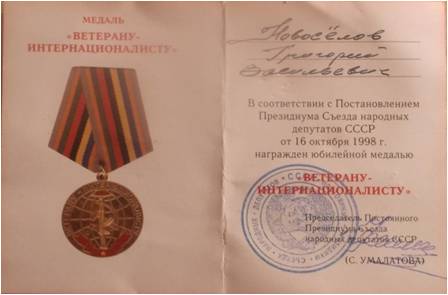 МЕДАЛЬ
«ВЕТЕРАНУ-
ИНТЕРНАЦИОНАЛИСТУ»
Новосёлов
Григорий
Васильевич
В соответствии с Постановлением
Президиума Съезда народных
депутатов СССР
от 16 октября 1998 г.
награжден юбилейной медалью
«ВЕТЕРАНУ-
ИНТЕРНАЦИОНАЛИСТУ»
Председатель Постоянного
Президиума Съезда
народных депутатов СССР
(С. УМАЛАТОВА)